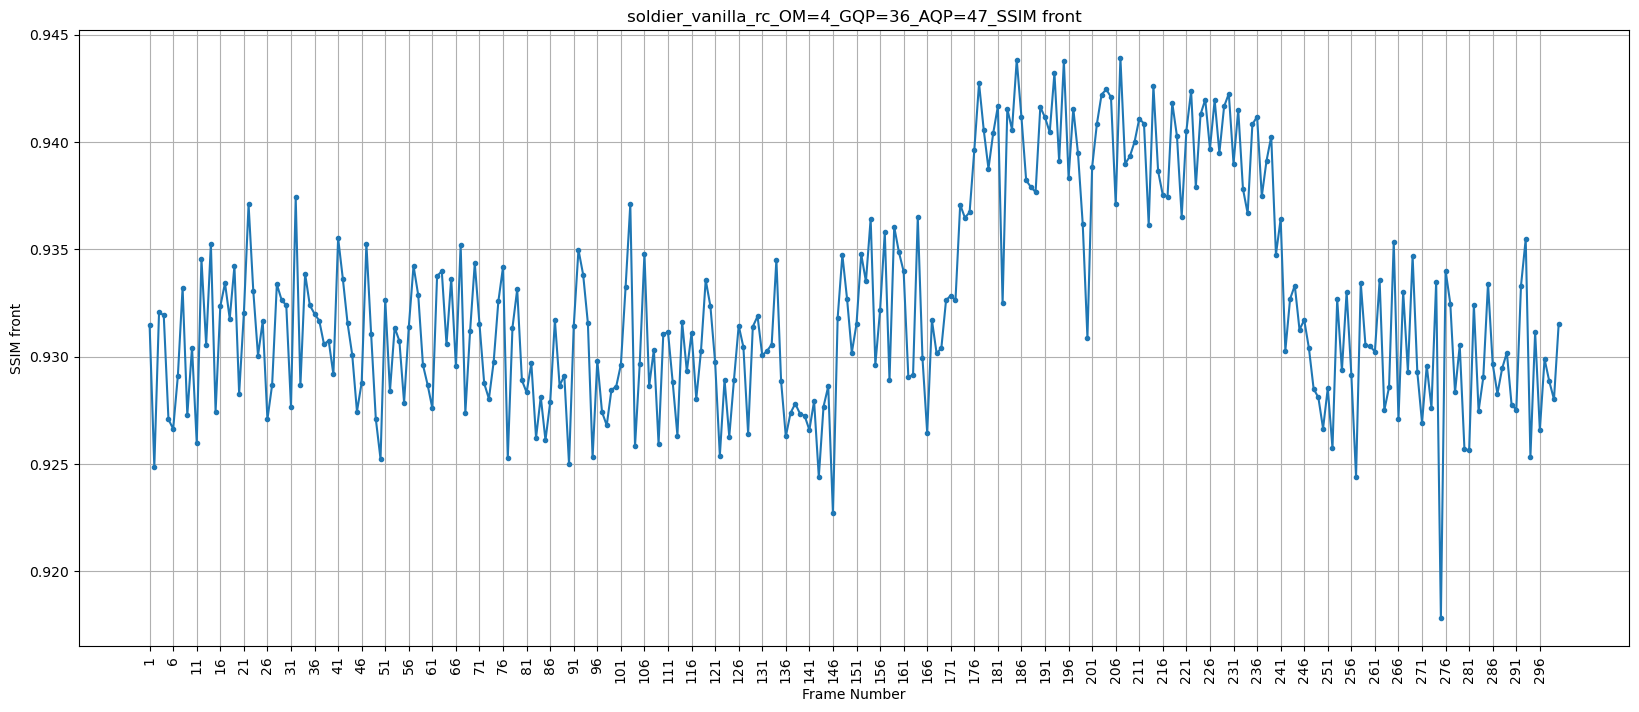 soldier_vanilla_rc_OM=4_GQP=36_AQP=47_SSIM front
0.945
0.940
0.935
0.930
0.925
0.920
SSIM front
1 6 11 16 21 26 31 36 41 46 51 56 61 66 71 76 81 86 91 96 101 106 111 116 121 126 131 136 141 146 151 156 161 166 171 176 181 186 191 196 201 206 211 216 221 226 231 236 241 246 251 256 261 266 271 276 281 286 291 296
Frame Number